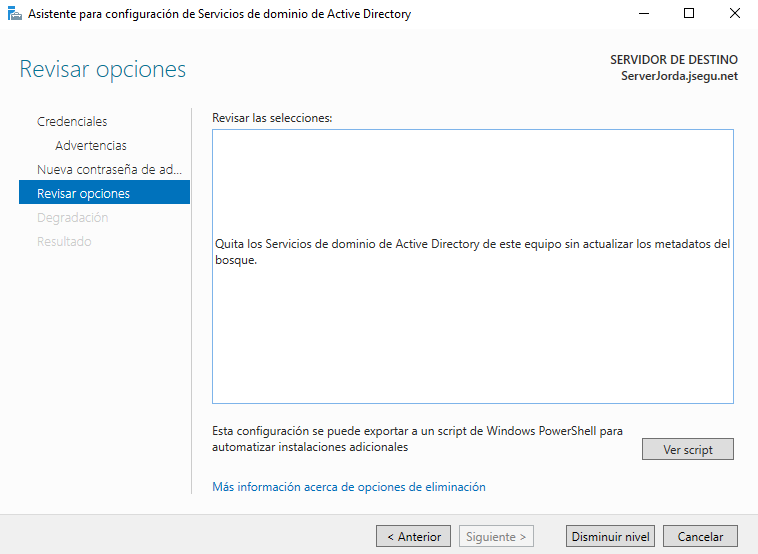 Asistente para configuración de Servicios de dominio de Active Directory
Revisar opciones
SERVIDOR DE DESTINO
ServerJorda.jsegu.net
Credenciales
Advertencias
Nueva contraseña de ad...
Revisar opciones
Degradación
Resultado
Revisar las selecciones:
Quita los Servicios de dominio de Active Directory de este equipo sin actualizar los metadatos del
bosque.
Esta configuración se puede exportar a un script de Windows PowerShell para
automatizar instalaciones adicionales
Ver script
Más información acerca de opciones de eliminación
< Anterior
Siguiente >
Disminuir nivel
Cancelar